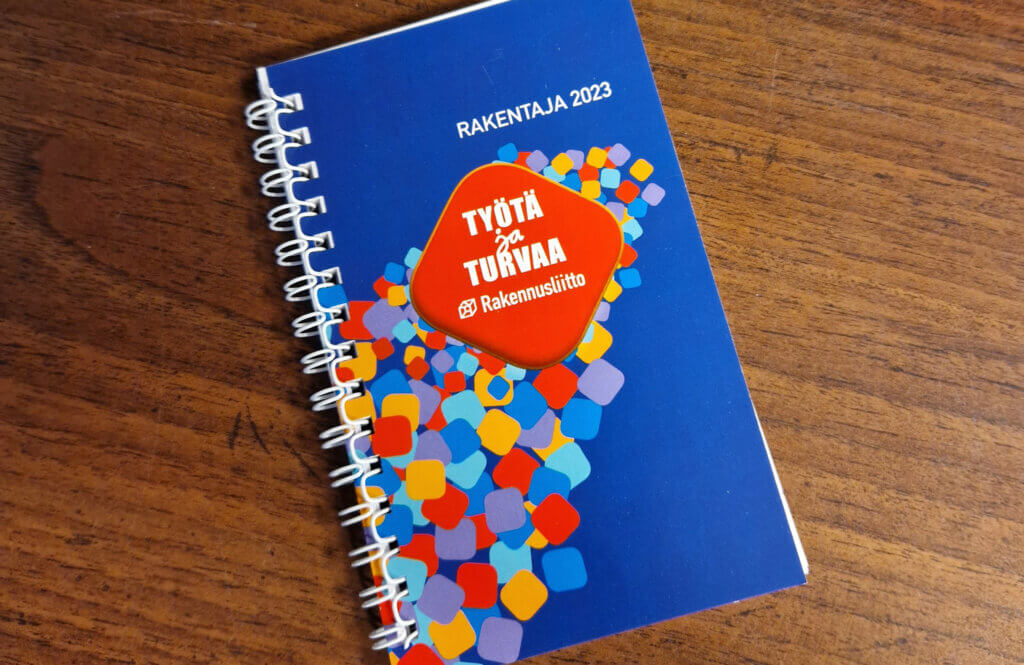 RAKENTAJA 2023
TYÖTÄ
ja
TURVAA
Rakennusliitto